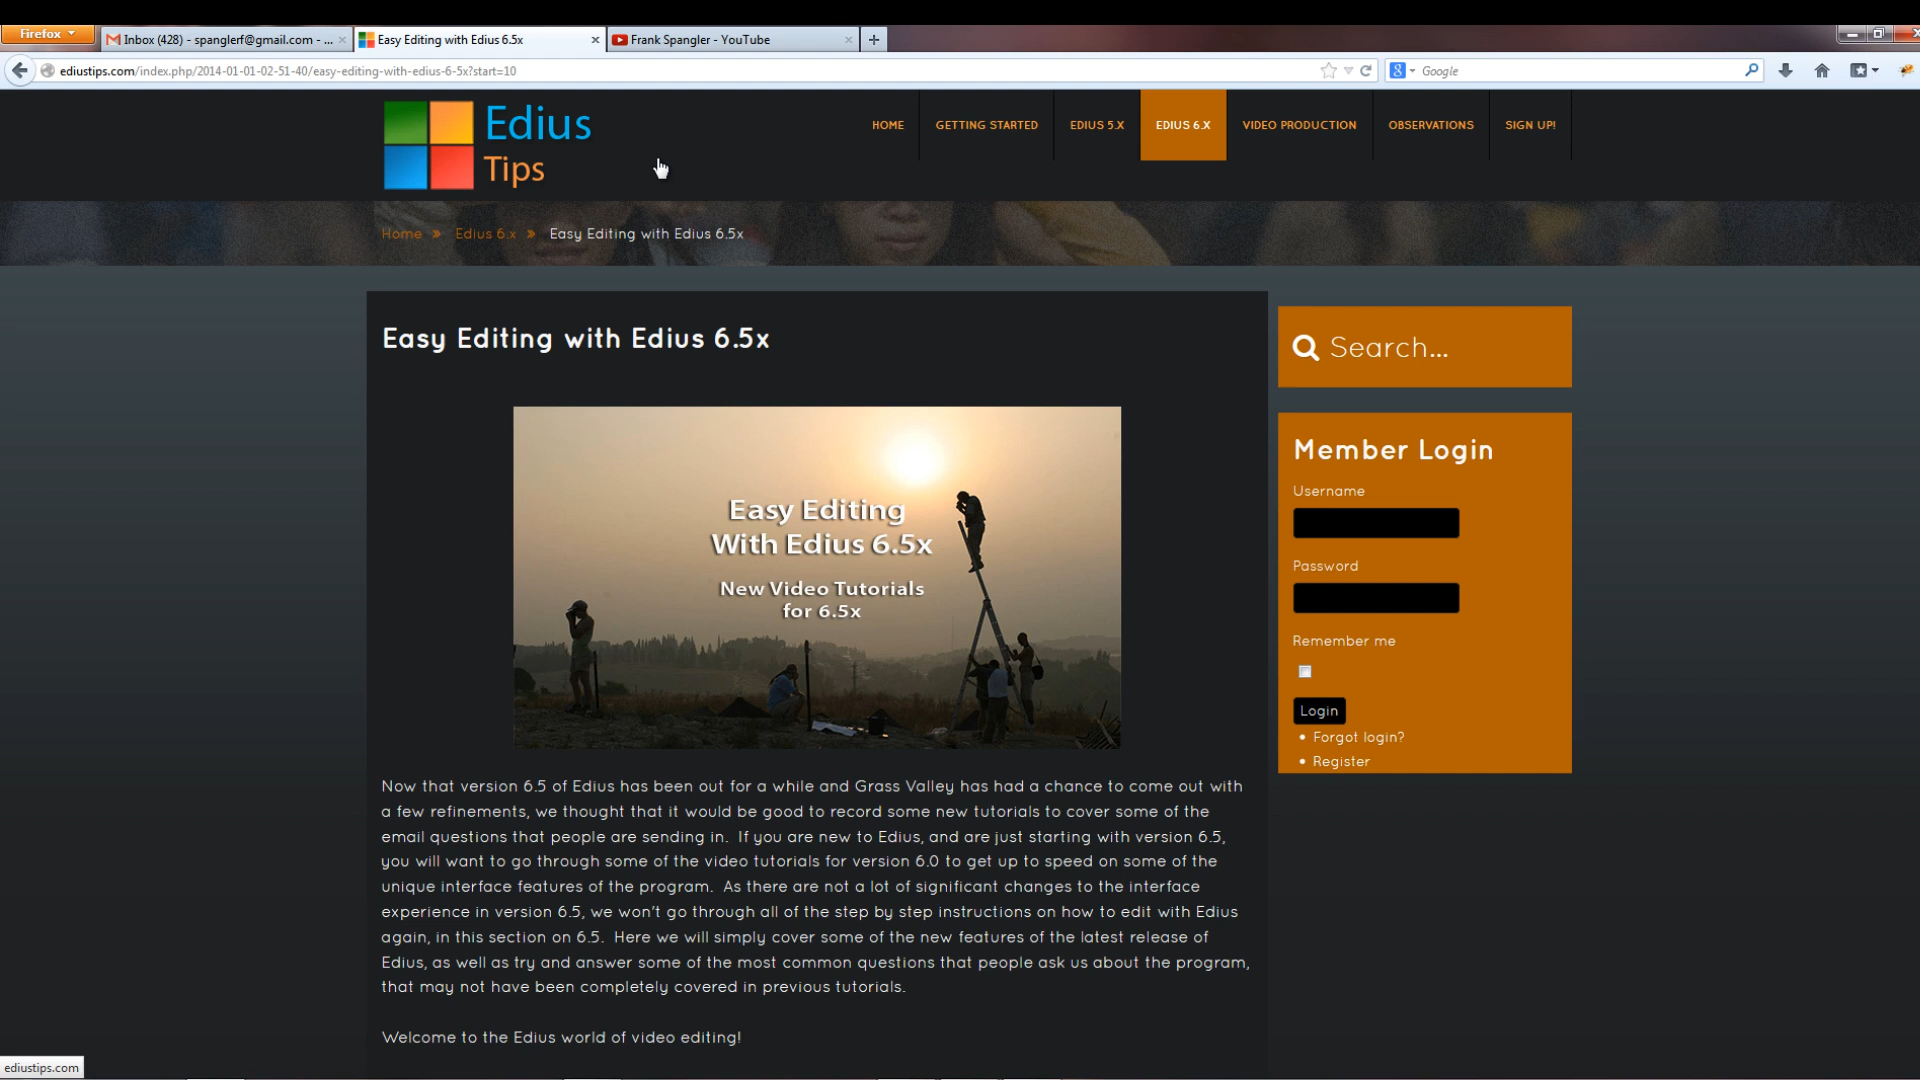 Firefox
Inbox (428) - spanglerf@gmail.com - ...
Easy Editing with Edius 6.5x
Frank Spangler - YouTube
ediustips.com/index.php/2014-01-01-02-51-40/easy-editing-with-edius-6-5x?start=10
Google
Edius
Tips
HOME
GETTING STARTED
EDIUS 5.X
EDIUS 6.X
VIDEO PRODUCTION
OBSERVATIONS
SIGN UP!
Home » Edius 6.x » Easy Editing with Edius 6.5x
Easy Editing with Edius 6.5x
Easy Editing
With Edius 6.5x
New Video Tutorials
for 6.5x
Now that version 6.5 of Edius has been out for a while and Grass Valley has had a chance to come out with
a few refinements, we thought that it would be good to record some new tutorials to cover some of the
email questions that people are sending in.  If you are new to Edius, and are just starting with version 6.5,
you will want to go through some of the video tutorials for version 6.0 to get up to speed on some of the
unique interface features of the program.  As there are not a lot of significant changes to the interface
experience in version 6.5, we won't go through all of the step by step instructions on how to edit with Edius
again, in this section on 6.5.  Here we will simply cover some of the new features of the latest release of
Edius, as well as try and answer some of the most common questions that people ask us about the program,
that may not have been completely covered in previous tutorials.
Welcome to the Edius world of video editing!
Search...
Member Login
Username
Password
Remember me
Login
• Forgot login?
• Register
ediustips.com